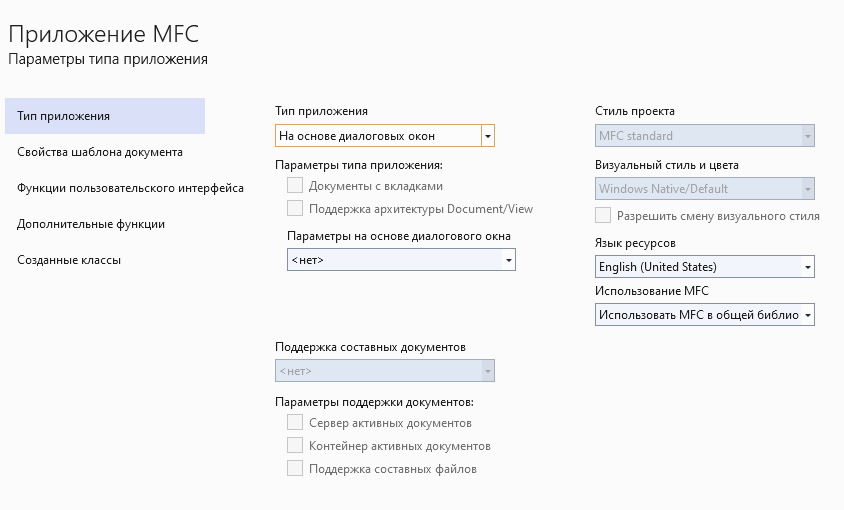 Приложение MFC
Параметры типа приложения
Тип приложения
Свойства шаблона документа
Функции пользовательского интерфейса
Дополнительные функции
Созданные классы
Тип приложения
На основе диалоговых окон
Параметры типа приложения:
Документы с вкладками
Поддержка архитектуры Document/View
Параметры на основе диалогового окна
<нет>
Поддержка составных документов
<нет>
Параметры поддержки документов:
Сервер активных документов
Контейнер активных документов
Поддержка составных файлов
Стиль проекта
MFC standard
Визуальный стиль и цвета
Windows Native/Default
Разрешить смену визуального стиля
Язык ресурсов
English (United States)
Использование MFC
Использовать MFC в общей библио